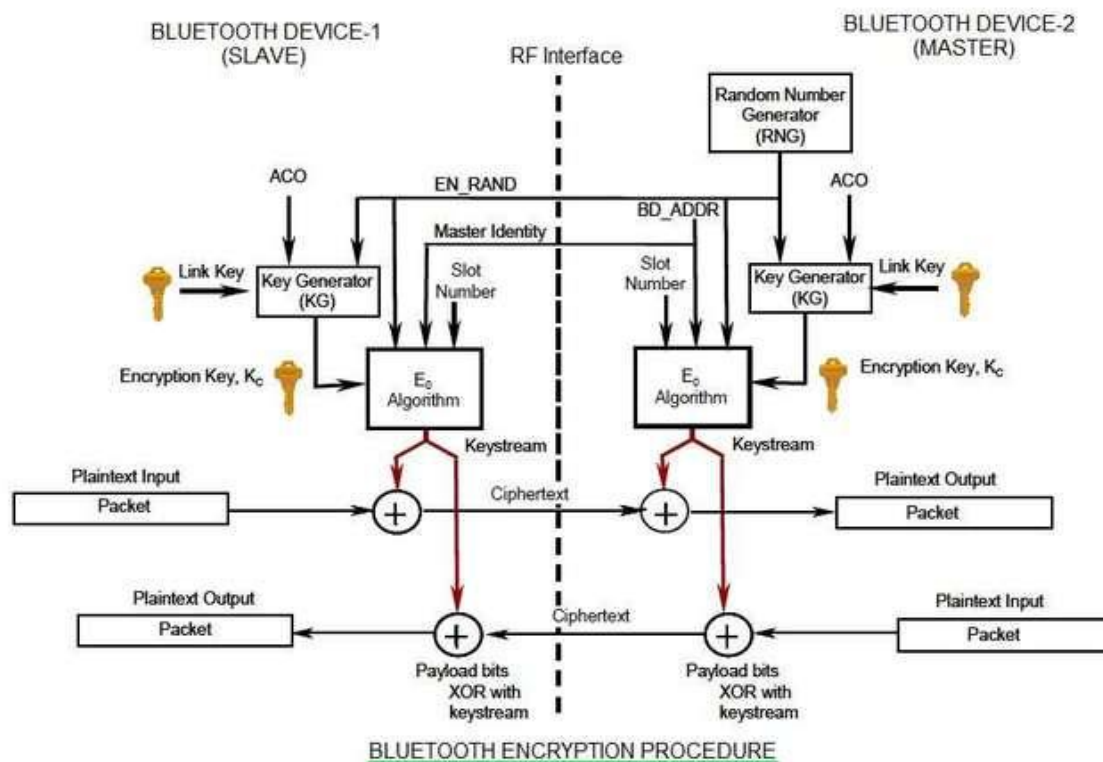 BLUETOOTH DEVICE-1
(SLAVE)
RF Interface
BLUETOOTH DEVICE-2
(MASTER)
Random Number
Generator
(RNG)
ACO
EN_RAND
ACO
BD_ADDR
Master Identity
Link Key
Key Generator
(KG)
Slot
Number
Slot
Number
Key Generator
(KG)
Link Key
Encryption Key, Kc
E0
Algorithm
E0
Algorithm
Encryption Key, Kc
Keystream
Keystream
Plaintext Input
Packet
Ciphertext
Plaintext Output
Packet
Plaintext Output
Packet
Ciphertext
Plaintext Input
Packet
Payload bits
XOR with
keystream
Payload bits
XOR with
keystream
BLUETOOTH ENCRYPTION PROCEDURE